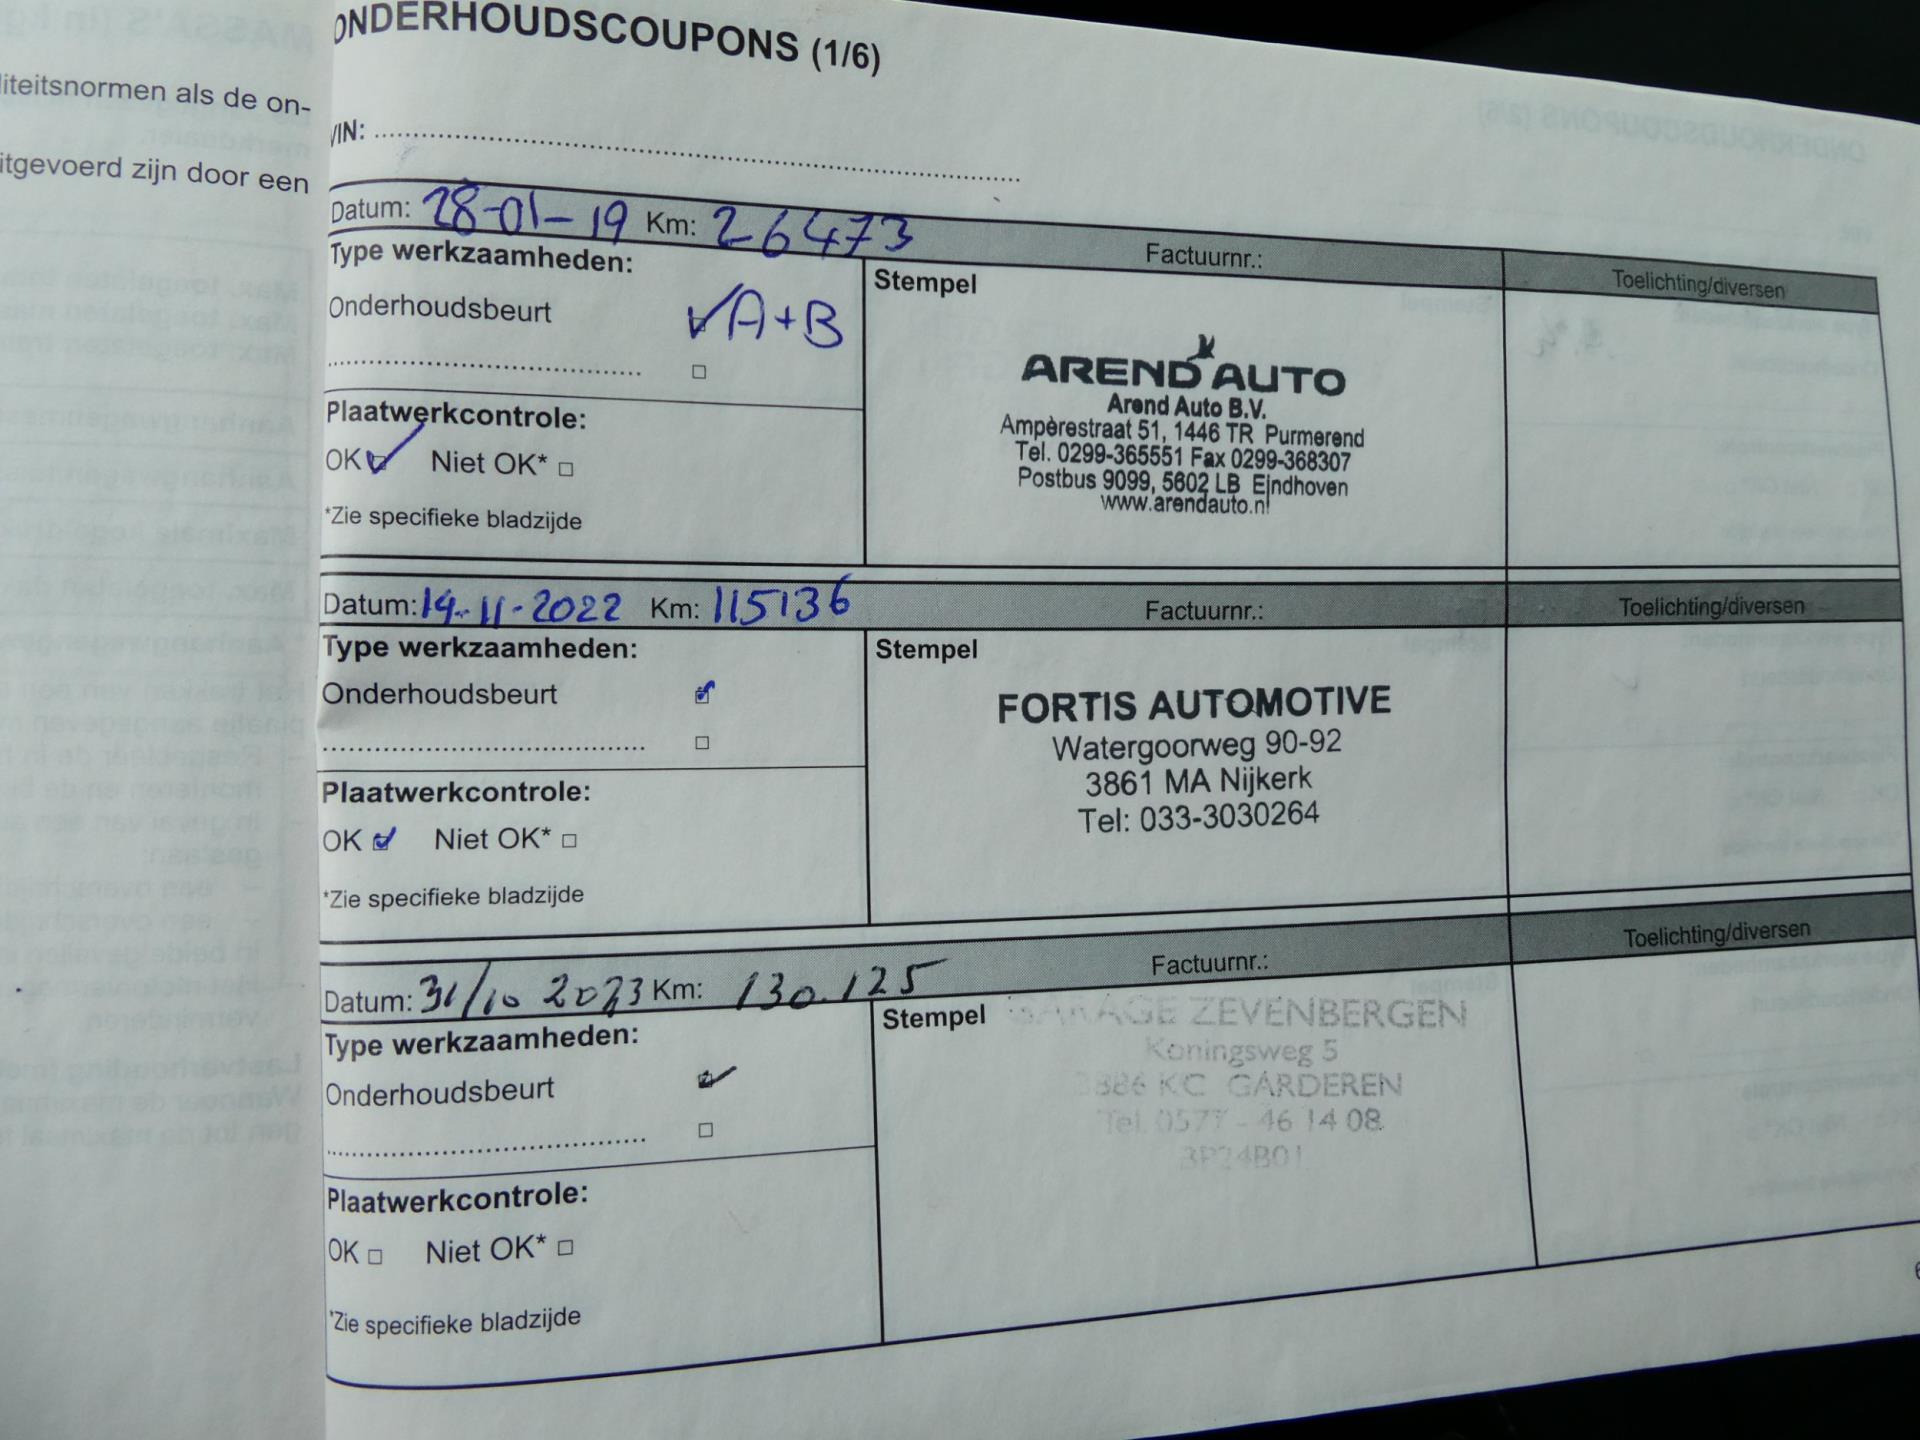 liteitsnormen als de on-
itgevoerd zijn door een
ONDERHOUDSCOUPONS (1/6)
VIN:
Datum: 28-01-19 Km: 26473 Factuurnr.: Toelichting/diversen
Type werkzaamheden:
Stempel
Onderhoudsbeurt A+B
Plaatwerkcontrole:
OK Niet OK*
*Zie specifieke bladzijde
AREND AUTO
Arend Auto B.V.
Ampèrestraat 51, 1446 TR Purmerend
Tel. 0299-365551 Fax 0299-368307
Postbus 9099, 5602 LB Eindhoven
www.arendauto.nl
Datum: 14-11-2022 Km: 115136 Factuurnr.: Toelichting/diversen
Type werkzaamheden:
Stempel
Onderhoudsbeurt
Plaatwerkcontrole:
OK Niet OK*
*Zie specifieke bladzijde
FORTIS AUTOMOTIVE
Watergoorweg 90-92
3861 MA Nijkerk
Tel: 033-3030264
Datum: 31/10 2023 Km: 130.125 Factuurnr.: Toelichting/diversen
Type werkzaamheden:
Stempel
Onderhoudsbeurt
Plaatwerkcontrole:
OK Niet OK*
*Zie specifieke bladzijde
GARAGE ZEVENBERGEN
Koningsweg 5
3886 KC GARDEREN
Tel. 0577 - 46 14 08
BP24B01